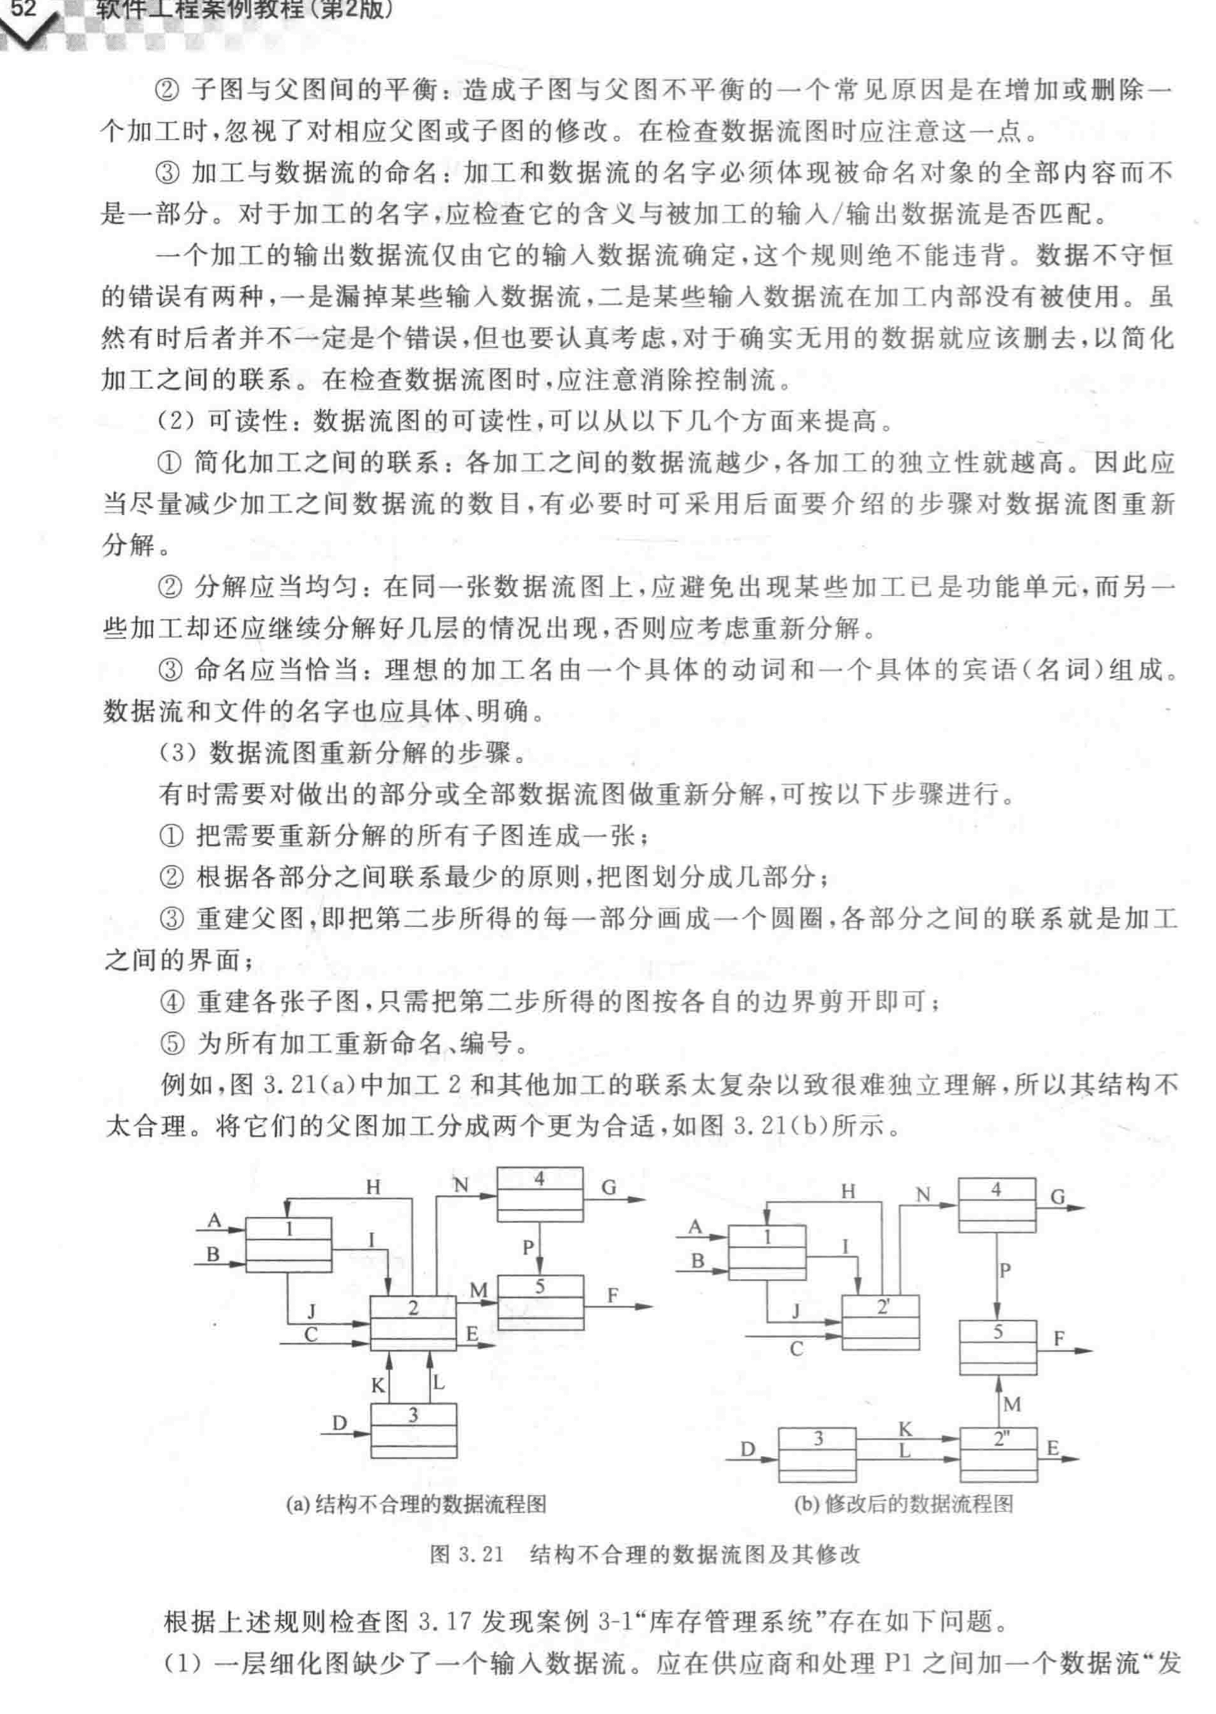 52 软件工程案例教程(第2版)
② 子图与父图间的平衡：造成子图与父图不平衡的一个常见原因是在增加或删除一
个加工时,忽视了对相应父图或子图的修改。在检查数据流图时应注意这一点。
③ 加工与数据流的命名：加工和数据流的名字必须体现被命名对象的全部内容而不
是一部分。对于加工的名字,应检查它的含义与被加工的输入/输出数据流是否匹配。
一个加工的输出数据流仅由它的输入数据流确定,这个规则绝不能违背。数据不守恒
的错误有两种,一是漏掉某些输入数据流,二是某些输入数据流在加工内部没有被使用。虽
然有时后者并不一定是个错误,但也要认真考虑,对于确实无用的数据就应该删去,以简化
加工之间的联系。在检查数据流图时,应注意消除控制流。
(2) 可读性：数据流图的可读性,可以从以下几个方面来提高。
① 简化加工之间的联系：各加工之间的数据流越少,各加工的独立性就越高。因此应
当尽量减少加工之间数据流的数目,有必要时可采用后面要介绍的步骤对数据流图重新
分解。
② 分解应当均匀：在同一张数据流图上,应避免出现某些加工已是功能单元,而另一
些加工却还应继续分解好几层的情况出现,否则应考虑重新分解。
③ 命名应当恰当：理想的加工名由一个具体的动词和一个具体的宾语(名词)组成。
数据流和文件的名字也应具体、明确。
(3) 数据流图重新分解的步骤。
有时需要对做出的部分或全部数据流图做重新分解,可按以下步骤进行。
① 把需要重新分解的所有子图连成一张；
② 根据各部分之间联系最少的原则,把图划分成几部分；
③ 重建父图,即把第二步所得的每一部分画成一个圆圈,各部分之间的联系就是加工
之间的界面；
④ 重建各张子图,只需把第二步所得的图按各自的边界剪开即可；
⑤ 为所有加工重新命名、编号。
例如,图 3.21(a)中加工 2 和其他加工的联系太复杂以致很难独立理解,所以其结构不
太合理。将它们的父图加工分成两个更为合适,如图 3.21(b)所示。
H N 4 G
A 1
B I P
5 F
J 2 M
C E
K L
D 3
(a) 结构不合理的数据流程图
H N 4 G
A 1
B I P
J 2'
C
5 F
M
D 3 K 2" E
L
(b) 修改后的数据流程图
图 3.21 结构不合理的数据流图及其修改
根据上述规则检查图 3.17 发现案例 3-1“库存管理系统”存在如下问题。
(1) 一层细化图缺少了一个输入数据流。应在供应商和处理 P1 之间加一个数据流“发